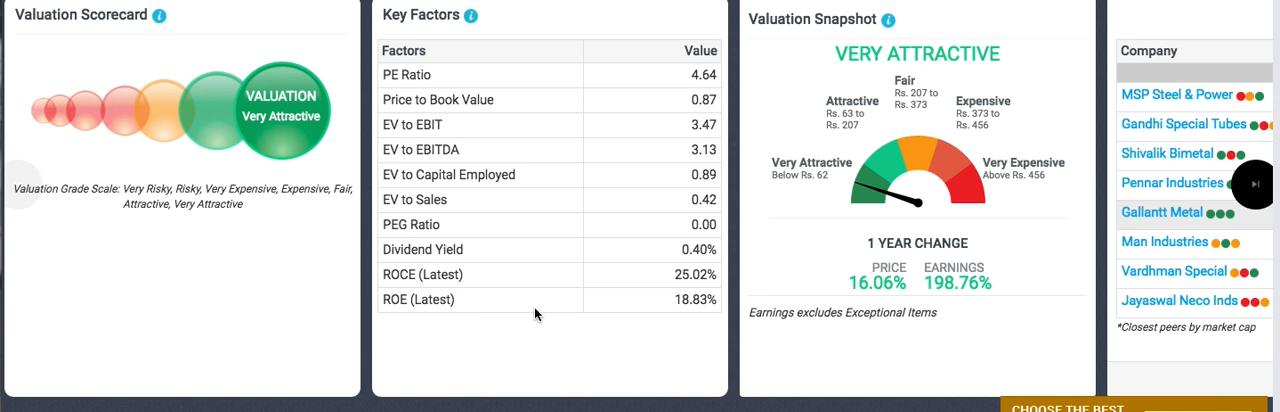 Valuation Scorecard
VALUATION
Very Attractive
Valuation Grade Scale: Very Risky, Risky, Very Expensive, Expensive, Fair,
Attractive, Very Attractive
Key Factors
Factors Value
PE Ratio 4.64
Price to Book Value 0.87
EV to EBIT 3.47
EV to EBITDA 3.13
EV to Capital Employed 0.89
EV to Sales 0.42
PEG Ratio 0.00
Dividend Yield 0.40%
ROCE (Latest) 25.02%
ROE (Latest) 18.83%
Valuation Snapshot
VERY ATTRACTIVE
Fair
Rs. 207 to
Rs. 373
Attractive
Rs. 63 to
Rs. 207
Expensive
Rs. 373 to
Rs. 456
Very Attractive
Below Rs. 62
Very Expensive
Above Rs. 456
1 YEAR CHANGE
PRICE EARNINGS
16.06% 198.76%
Earnings excludes Exceptional Items
Company
MSP Steel & Power
Gandhi Special Tubes
Shivalik Bimetal
Pennar Industries
Gallantt Metal
Man Industries
Vardhman Special
Jayaswal Neco Inds
*Closest peers by market cap
CHOOSE THE BEST